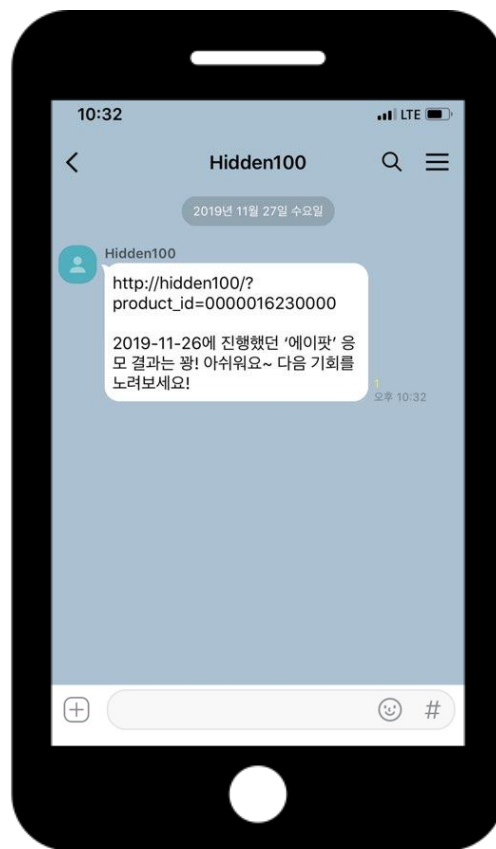 10:32
LTE
Hidden100
2019년 11월 27일 수요일
Hidden100
http://hidden100/?
product_id=0000016230000
2019-11-26에 진행했던 ‘에이팟’ 응
모 결과는 꽝! 아쉬워요~ 다음 기회를
노려보세요!
1
오후 10:32
#